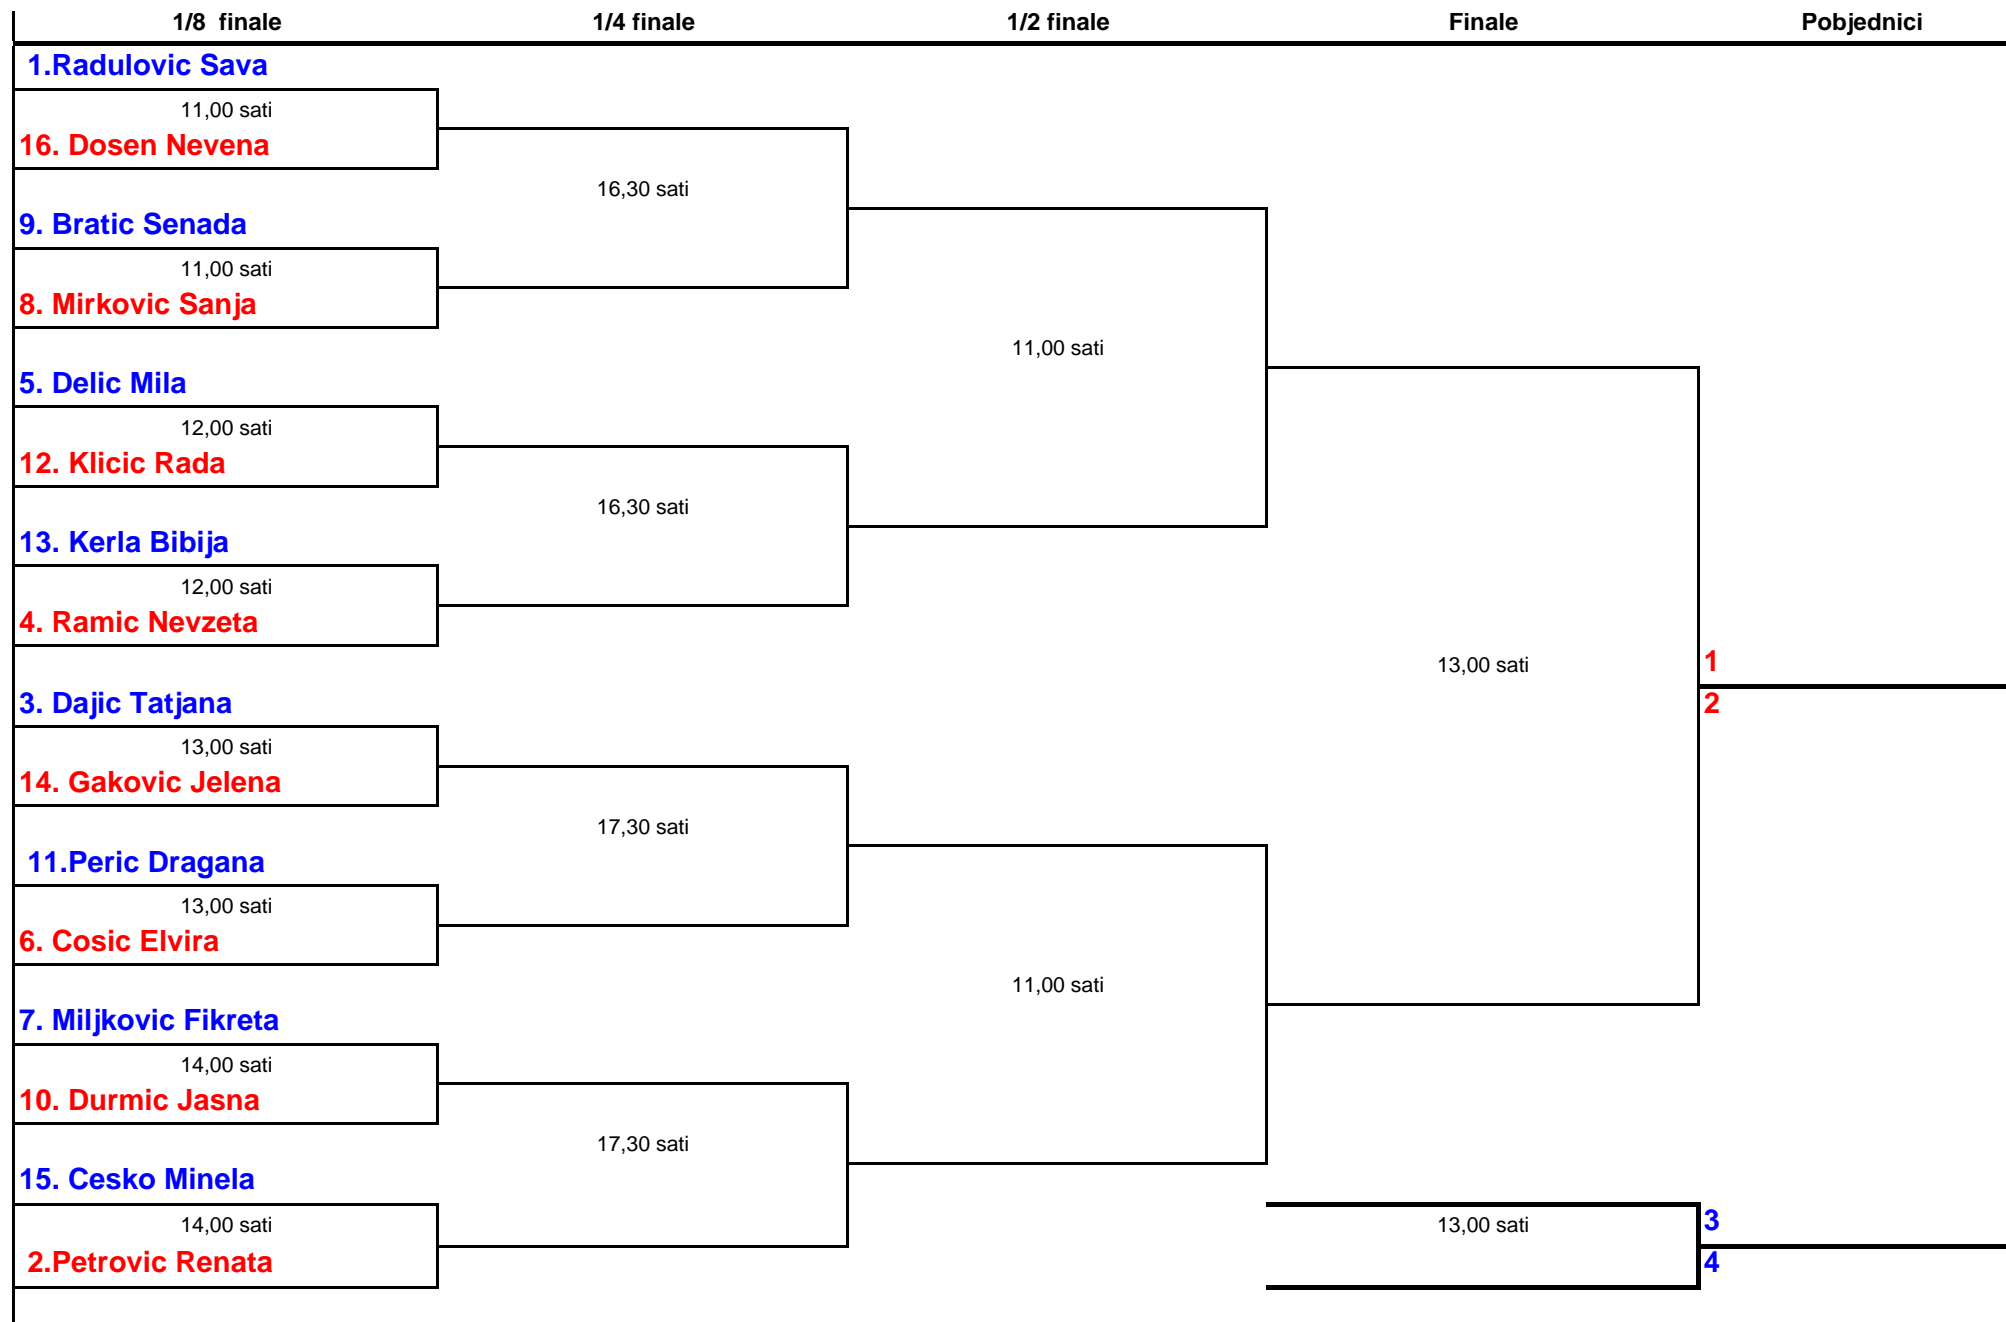 1/8  finale
1/4 finale
1/2 finale
Finale
Pobjednici
1.Radulovic Sava
11,00 sati
16. Dosen Nevena
16,30 sati
9. Bratic Senada
11,00 sati
8. Mirkovic Sanja
11,00 sati
5. Delic Mila
12,00 sati
12. Klicic Rada
16,30 sati
13. Kerla Bibija
12,00 sati
4. Ramic Nevzeta
13,00 sati
1
2
3. Dajic Tatjana
13,00 sati
14. Gakovic Jelena
17,30 sati
11.Peric Dragana
13,00 sati
6. Cosic Elvira
11,00 sati
7. Miljkovic Fikreta
14,00 sati
10. Durmic Jasna
17,30 sati
15. Cesko Minela
14,00 sati
2.Petrovic Renata
13,00 sati
3
4